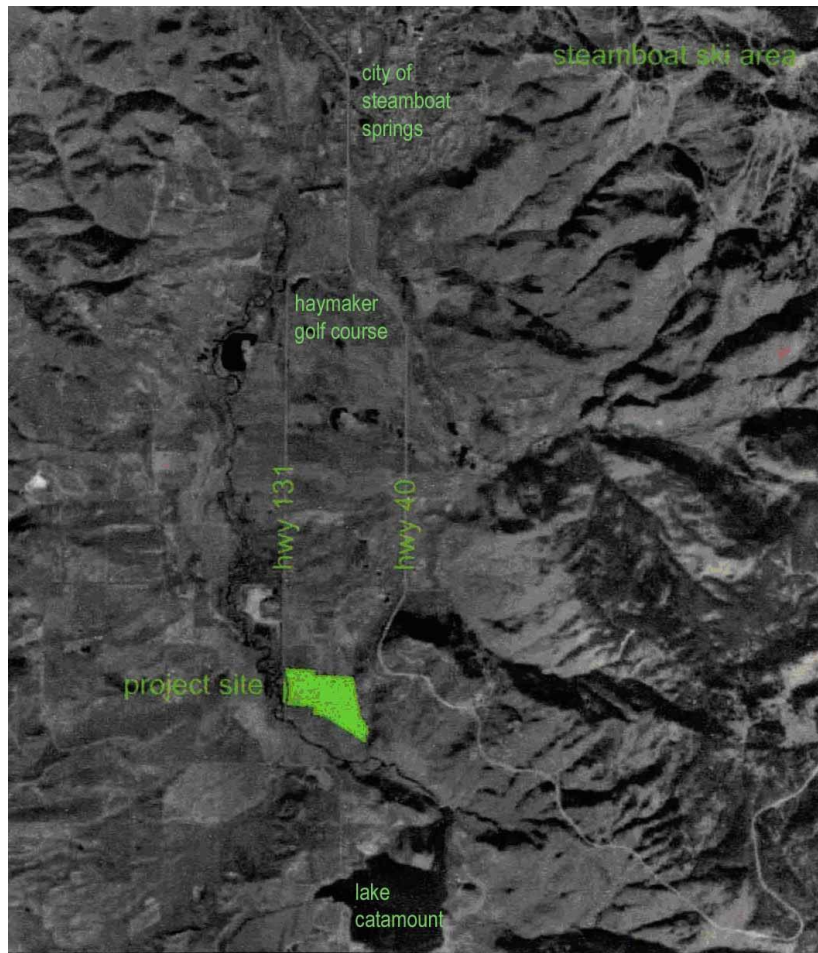 steamboat ski area
city of
steamboat
springs
haymaker
golf course
hwy 131
hwy 40
project site
lake
catamount